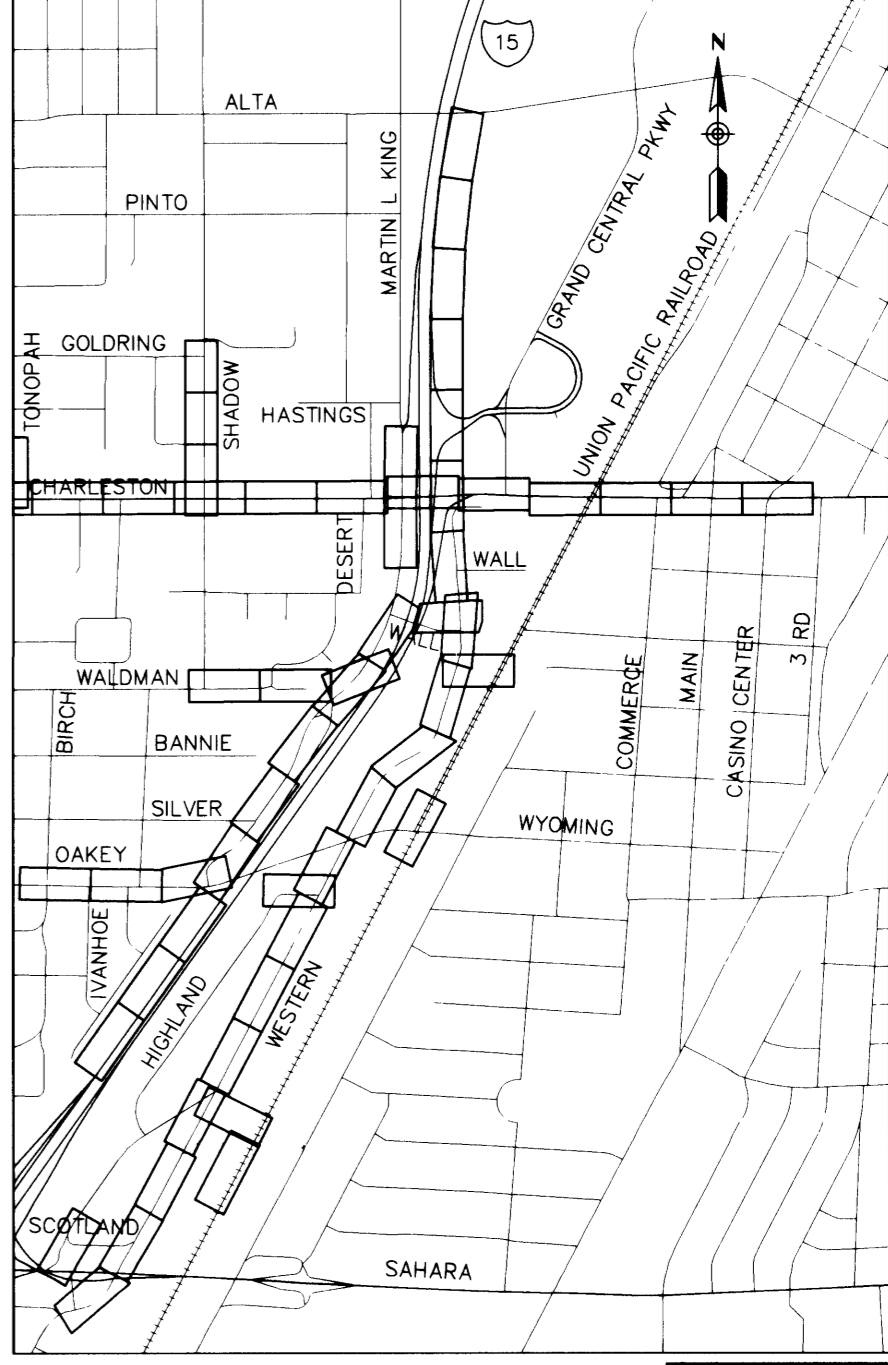 15
N
ALTA
MARTIN L KING
GRAND CENTRAL PKWY
PINTO
UNION PACIFIC RAILROAD
GOLDRING
TONOPAH
SHADOW
HASTINGS
CHARLESTON
DESERT
WALL
WALL
3 RD
CASINO CENTER
MAIN
COMMERCE
WALDMAN
BIRCH
BANNIE
SILVER
WYOMING
OAKEY
IVANHOE
HIGHLAND
WESTERN
SCOTLAND
SAHARA